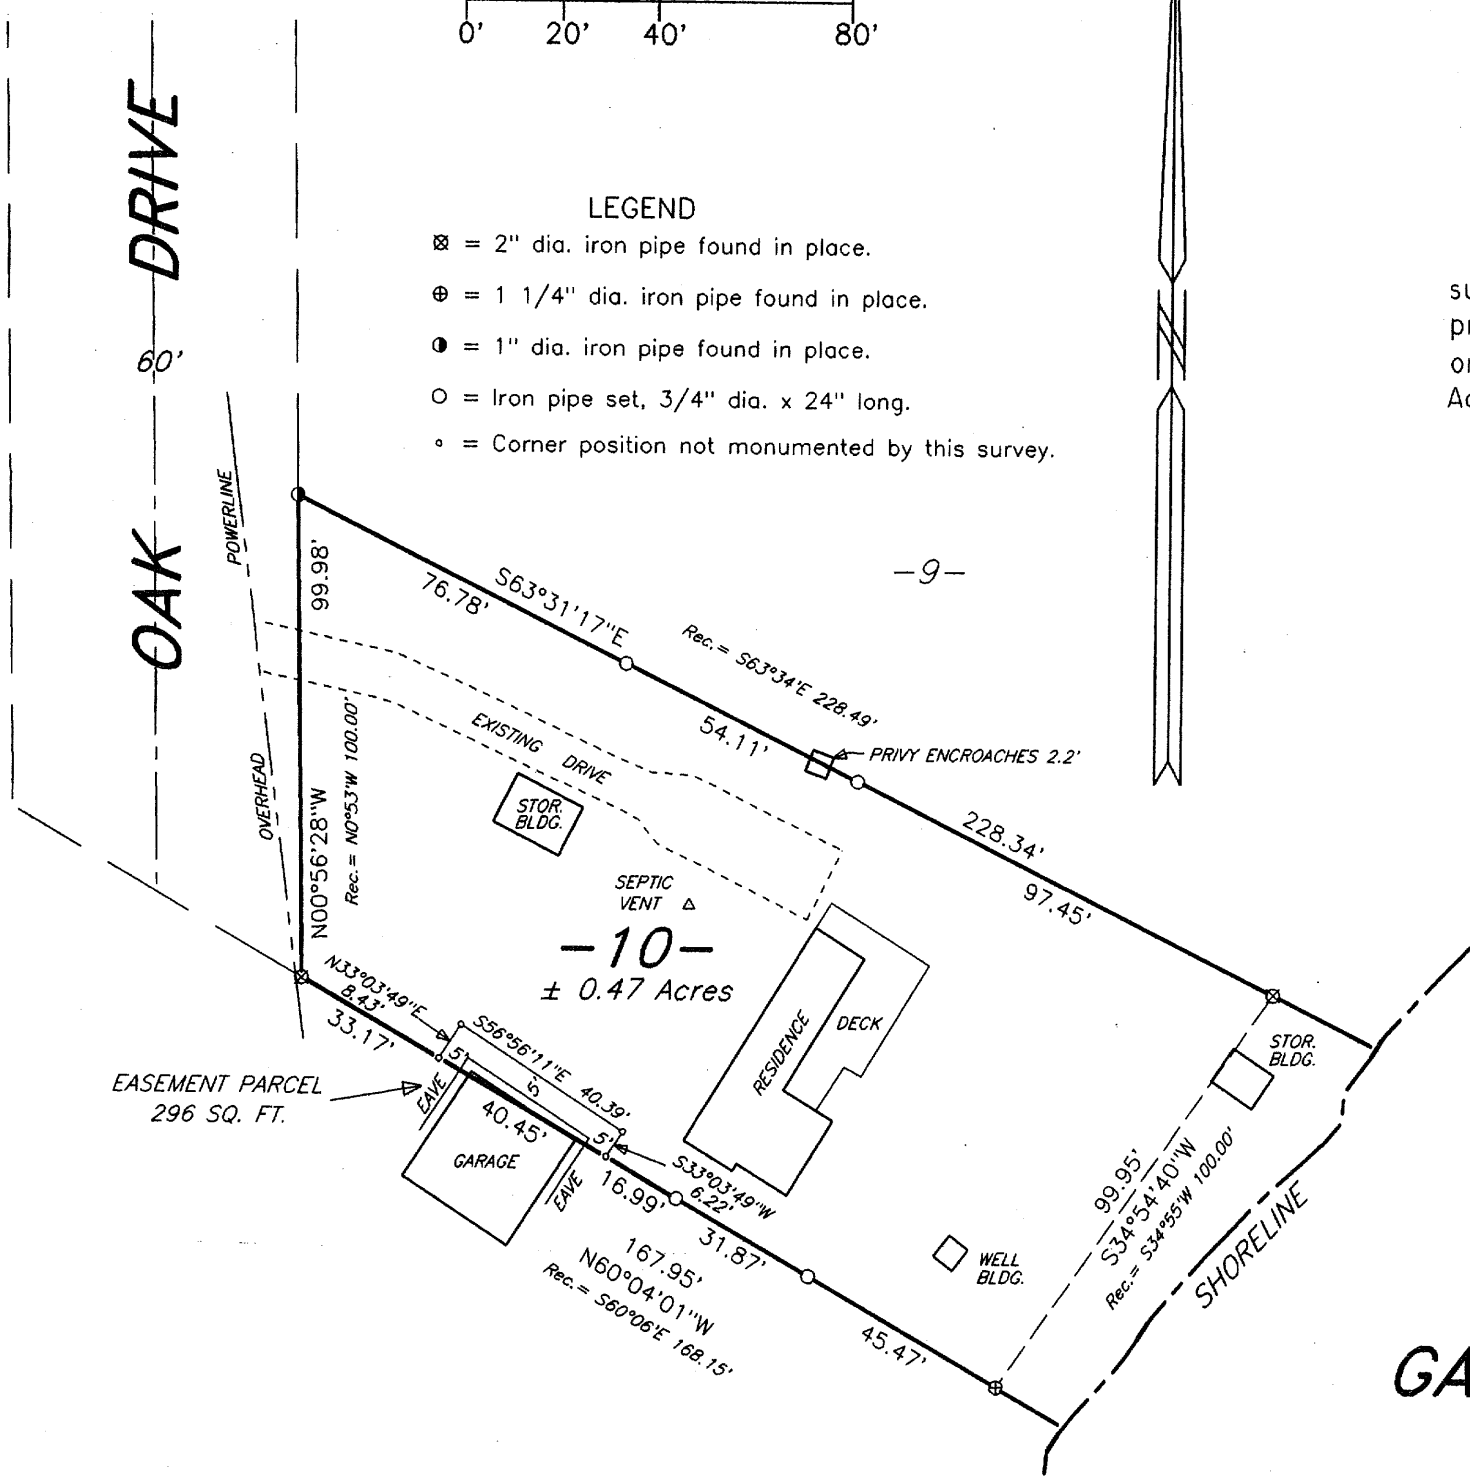 0' 20' 40' 80'
OAK DRIVE
60'
LEGEND
⊗ = 2" dia. iron pipe found in place.
⊕ = 1 1/4" dia. iron pipe found in place.
◑ = 1" dia. iron pipe found in place.
○ = Iron pipe set, 3/4" dia. x 24" long.
∘ = Corner position not monumented by this survey.
su
pr
or
Ac
POWERLINE
OVERHEAD
99.98'
N00°56'28"W
Rec.= N0°53'W 100.00'
76.78'
S63°31'17"E
Rec.= S63°34'E 228.49'
-9-
54.11'
PRIVY ENCROACHES 2.2'
228.34'
97.45'
EXISTING DRIVE
STOR.
BLDG.
SEPTIC
VENT △
-10-
± 0.47 Acres
RESIDENCE
DECK
STOR.
BLDG.
N33°03'49"E
8.43'
33.17'
S56°56'11"E 40.39'
5'
5'
5'
EASEMENT PARCEL
296 SQ. FT.
EAVE
40.45'
GARAGE
EAVE
S33°03'49"W
6.22'
16.99'
31.87'
167.95'
N60°04'01"W
Rec.= S60°06'E 168.15'
45.47'
WELL
BLDG.
99.95'
S34°54'40"W
Rec.= S34°55'W 100.00'
SHORELINE
GA